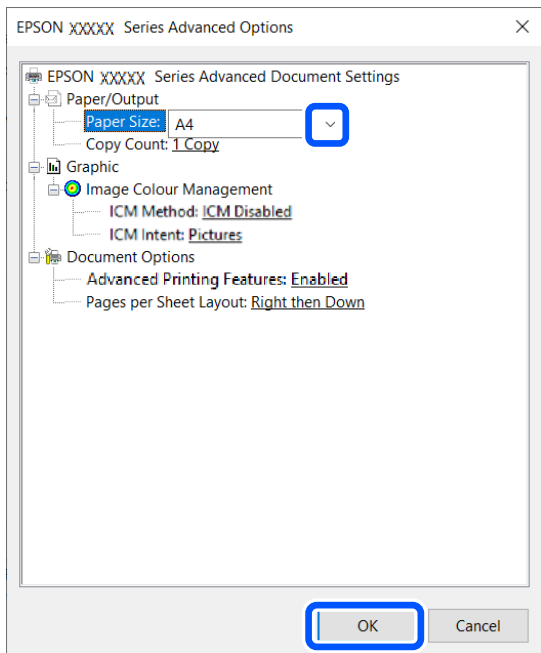 EPSON XXXXX Series Advanced Options
EPSON XXXXX Series Advanced Document Settings
Paper/Output
Paper Size: A4
Copy Count: 1 Copy
Graphic
Image Colour Management
ICM Method: ICM Disabled
ICM Intent: Pictures
Document Options
Advanced Printing Features: Enabled
Pages per Sheet Layout: Right then Down
OK Cancel